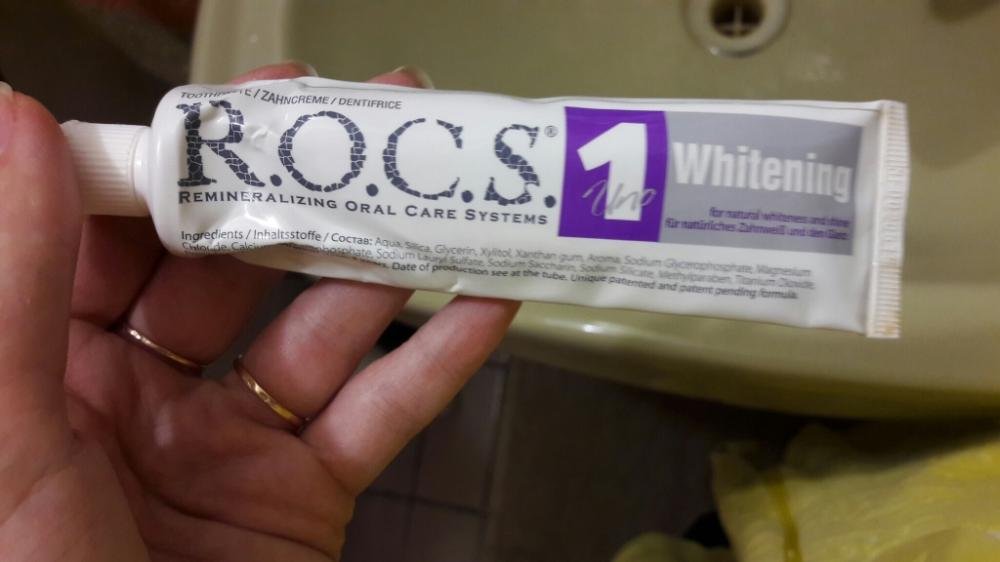 TOOTHPASTE / ZAHNCREME / DENTIFRICE
R.O.C.S.®
REMINERALIZING ORAL CARE SYSTEMS
1
Uno
Whitening
for natural whiteness and shine
für natürliches Zahnweiß und den Glanz
Ingredients / Inhaltsstoffe / Состав: Aqua, Silica, Glycerin, Xylitol, Xanthan gum, Aroma, Sodium Glycerophosphate, Magnesium
Chloride, Calcium Glycerophosphate, Sodium Lauryl Sulfate, Sodium Saccharin, Sodium Silicate, Methylparaben, Titanium Dioxide,
Date of production see at the tube. Unique patented and patent pending formula.